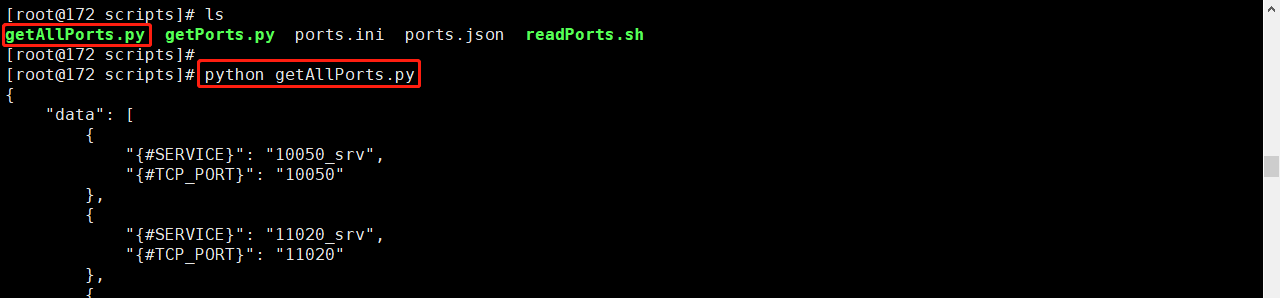 [root@172 scripts]# ls
getAllPorts.py  getPorts.py  ports.ini  ports.json  readPorts.sh
[root@172 scripts]#
[root@172 scripts]# python getAllPorts.py
{
    "data": [
        {
            "{#SERVICE}": "10050_srv",
            "{#TCP_PORT}": "10050"
        },
        {
            "{#SERVICE}": "11020_srv",
            "{#TCP_PORT}": "11020"
        },
        {